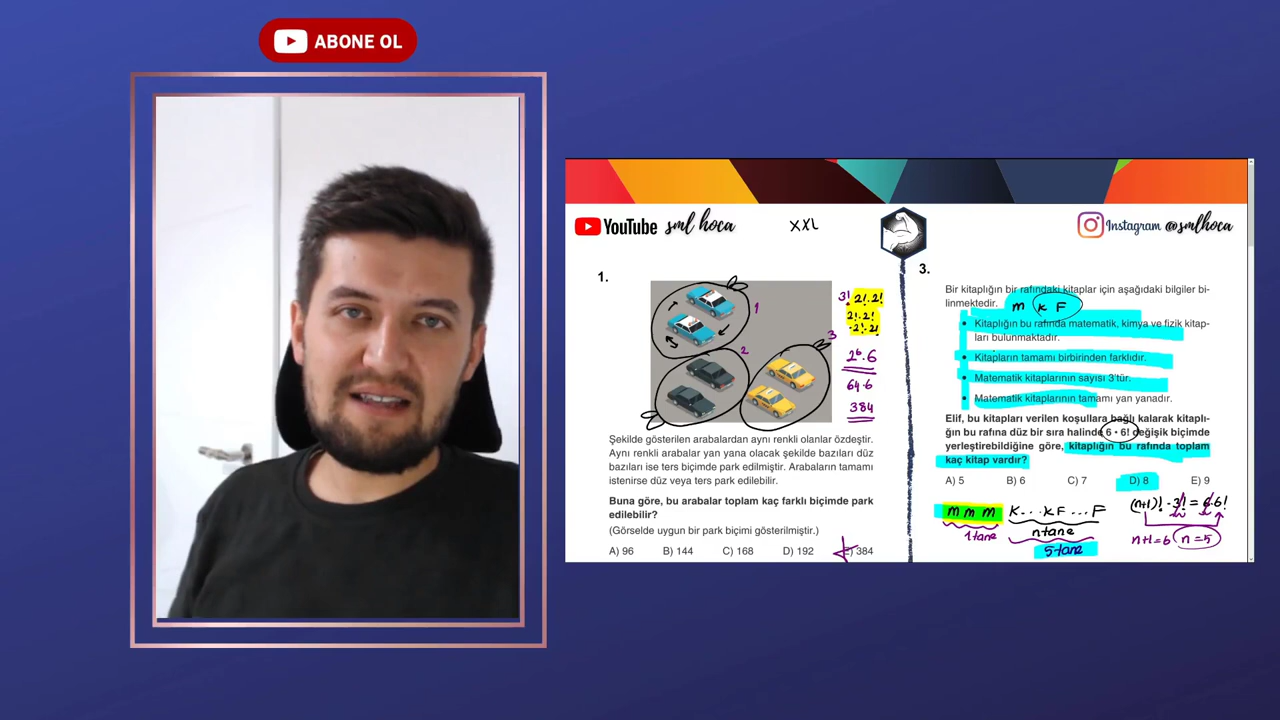 ABONE OL
YouTube sml hoca
XXL
Instagram @smlhoca
1.
1
2
3
3! 2!.2!
2!.2!
.2!.2!
2⁶.6
64.6
384
Şekilde gösterilen arabalardan aynı renkli olanlar özdeştir.
Aynı renkli arabalar yan yana olacak şekilde bazıları düz
bazıları ise ters biçimde park edilmiştir. Arabaların tamamı
istenirse düz veya ters park edilebilir.
Buna göre, bu arabalar toplam kaç farklı biçimde park
edilebilir?
(Görselde uygun bir park biçimi gösterilmiştir.)
A) 96 B) 144 C) 168 D) 192 E) 384
3.
Bir kitaplığın bir rafındaki kitaplar için aşağıdaki bilgiler bi-
linmektedir.
m K F
• Kitaplığın bu rafında matematik, kimya ve fizik kitap-
ları bulunmaktadır.
• Kitapların tamamı birbirinden farklıdır.
• Matematik kitaplarının sayısı 3'tür.
• Matematik kitaplarının tamamı yan yanadır.
Elif, bu kitapları verilen koşullara bağlı kalarak kitaplı-
ğın bu rafına düz bir sıra halinde 6 • 6! değişik biçimde
yerleştirebildiğine göre, kitaplığın bu rafında toplam
kaç kitap vardır?
A) 5 B) 6 C) 7 D) 8 E) 9
m m m K...KF...F
1tane
ntane
5tane
(n+1)!.3! = 6.6!
n+1=6 n=5